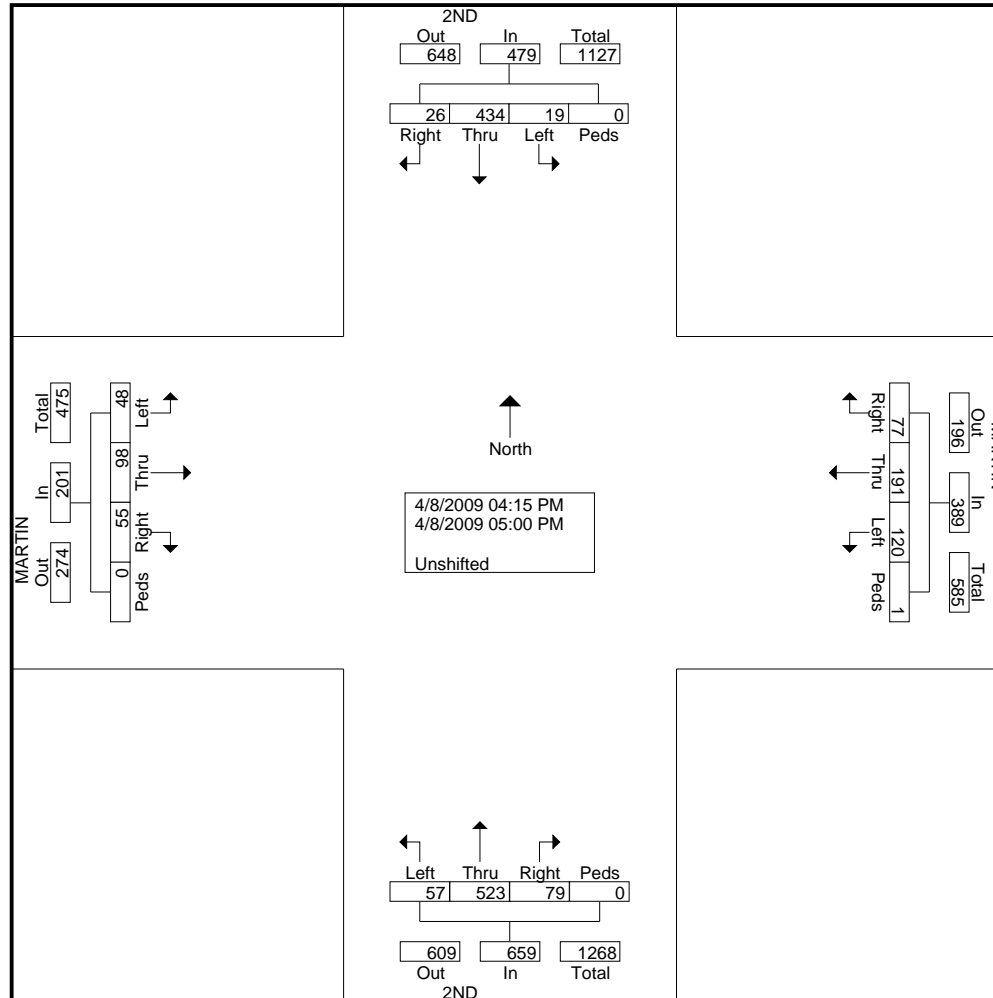 2ND
Out In Total
648 479 1127
26 434 19 0
Right Thru Left Peds
Total 475
In 201
Out 274
MARTIN
Left 48
Thru 98
Right 55
Peds 0
North
4/8/2009 04:15 PM
4/8/2009 05:00 PM
Unshifted
Right 77
Thru 191
Left 120
Peds 1
Out 196
In 389
Total 585
Left Thru Right Peds
57 523 79 0
609 659 1268
Out In Total
2ND